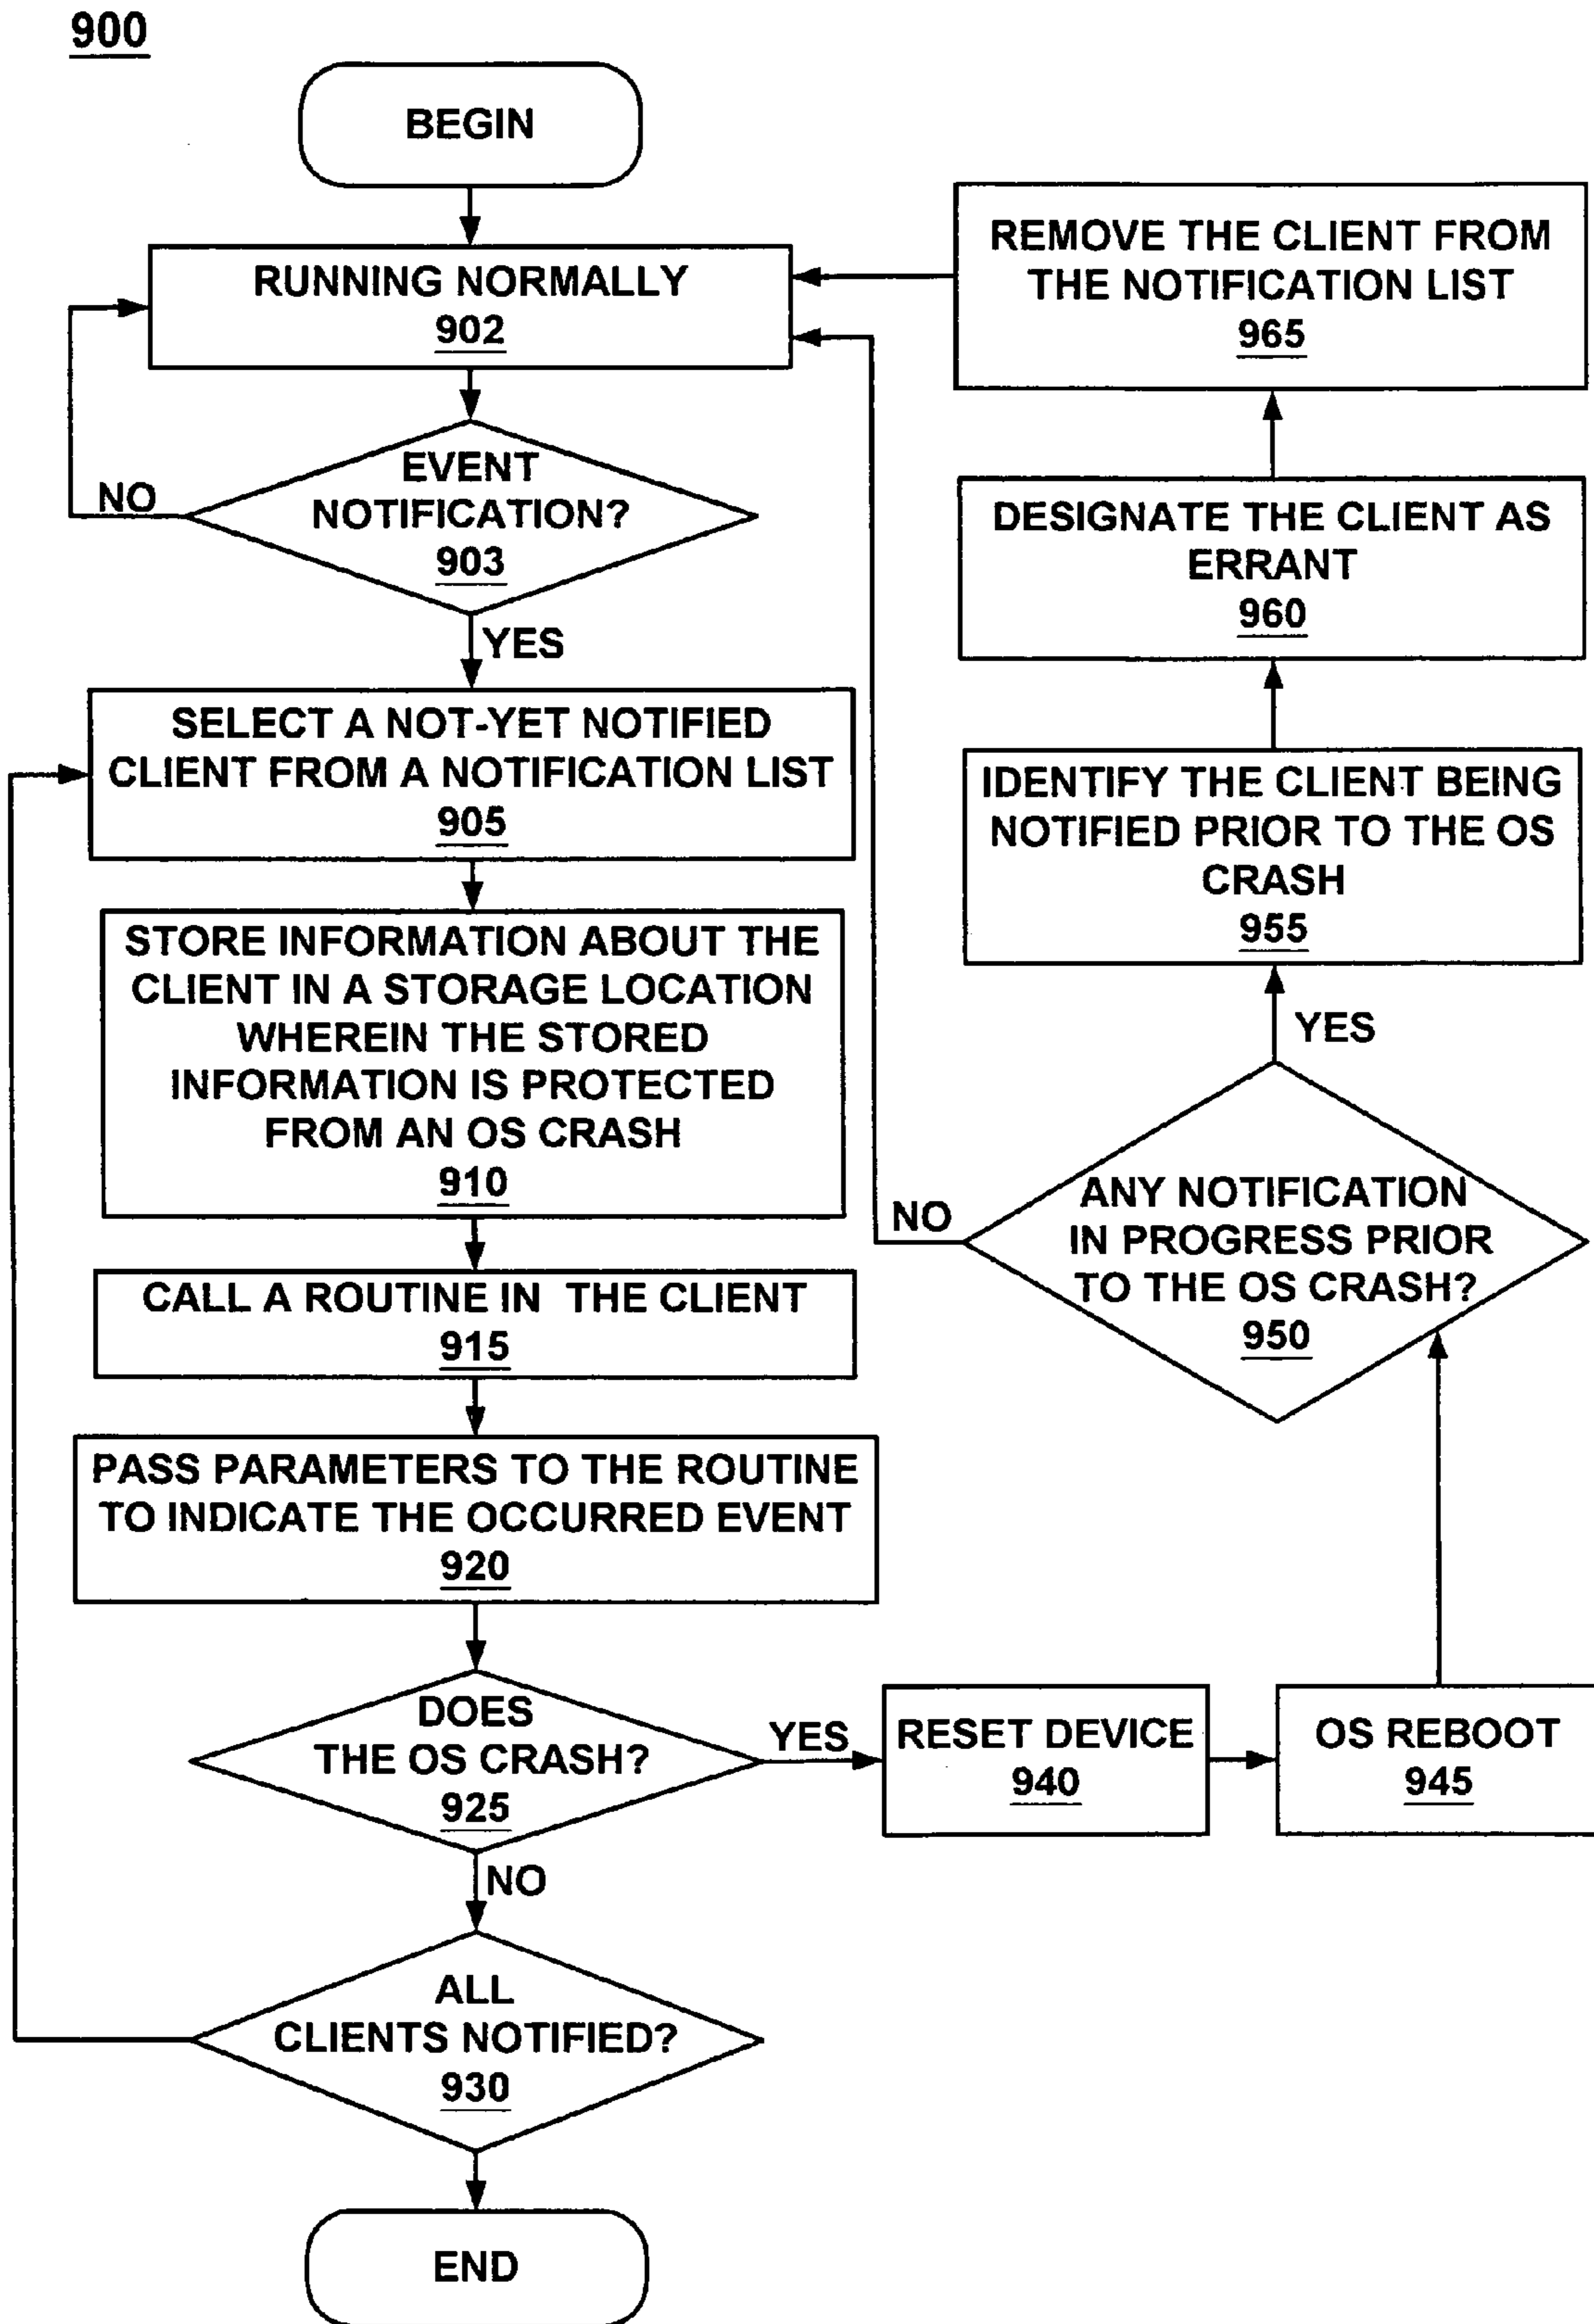 900
BEGIN
RUNNING NORMALLY
902
EVENT
NOTIFICATION?
903
NO
YES
SELECT A NOT-YET NOTIFIED
CLIENT FROM A NOTIFICATION LIST
905
STORE INFORMATION ABOUT THE
CLIENT IN A STORAGE LOCATION
WHEREIN THE STORED
INFORMATION IS PROTECTED
FROM AN OS CRASH
910
CALL A ROUTINE IN THE CLIENT
915
PASS PARAMETERS TO THE ROUTINE
TO INDICATE THE OCCURRED EVENT
920
DOES
THE OS CRASH?
925
YES
NO
ALL
CLIENTS NOTIFIED?
930
END
RESET DEVICE
940
OS REBOOT
945
ANY NOTIFICATION
IN PROGRESS PRIOR
TO THE OS CRASH?
950
NO
YES
IDENTIFY THE CLIENT BEING
NOTIFIED PRIOR TO THE OS
CRASH
955
DESIGNATE THE CLIENT AS
ERRANT
960
REMOVE THE CLIENT FROM
THE NOTIFICATION LIST
965